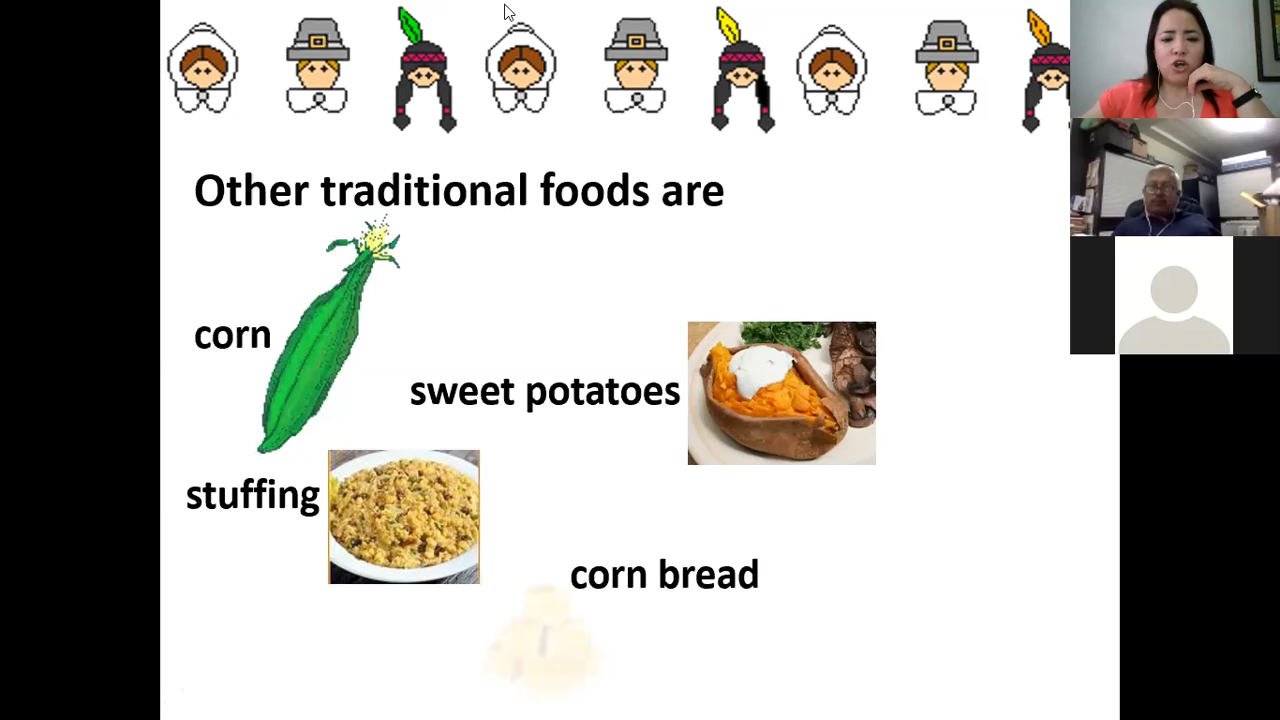 Other traditional foods are
corn
sweet potatoes
stuffing
corn bread